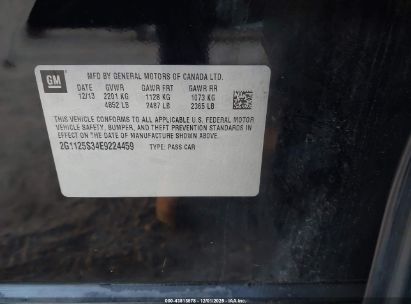 GM
MFD BY GENERAL MOTORS OF CANADA LTD.
DATE GVWR GAWR FRT GAWR RR
12/13 2201 KG 1128 KG 1073 KG
4852 LB 2487 LB 2365 LB
THIS VEHICLE CONFORMS TO ALL APPLICABLE U.S. FEDERAL MOTOR
VEHICLE SAFETY, BUMPER, AND THEFT PREVENTION STANDARDS IN
EFFECT ON THE DATE OF MANUFACTURE SHOWN ABOVE.
2G1125S34E9224459 TYPE: PASS CAR